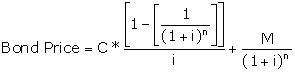 Bond Price = C * [1 - [1 / (1 + i)ⁿ]] / i + M / (1 + i)ⁿ